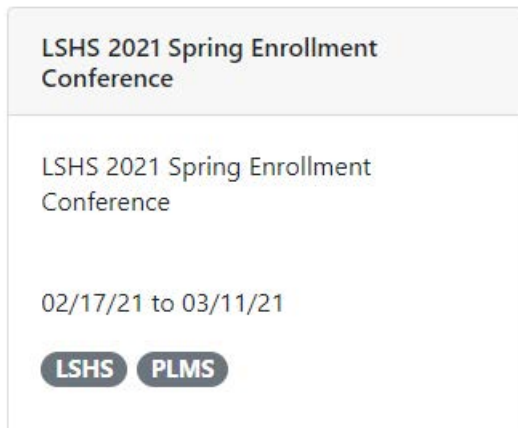 LSHS 2021 Spring Enrollment
Conference
LSHS 2021 Spring Enrollment
Conference
02/17/21 to 03/11/21
LSHS PLMS